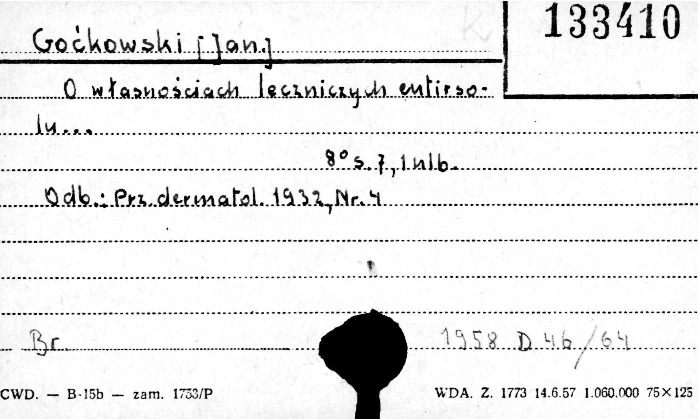 133410
Goćkowski [Jan.]
O własnościach leczniczych entirso-
lu...
8° s. 7, 1 nlb.
Odb.: Prz. dermatol. 1932, Nr. 4
Br. 1958 D 46/64
CWD. — B-15b — zam. 1733/P WDA. Z. 1773 14.6.57 1.060.000 75×125